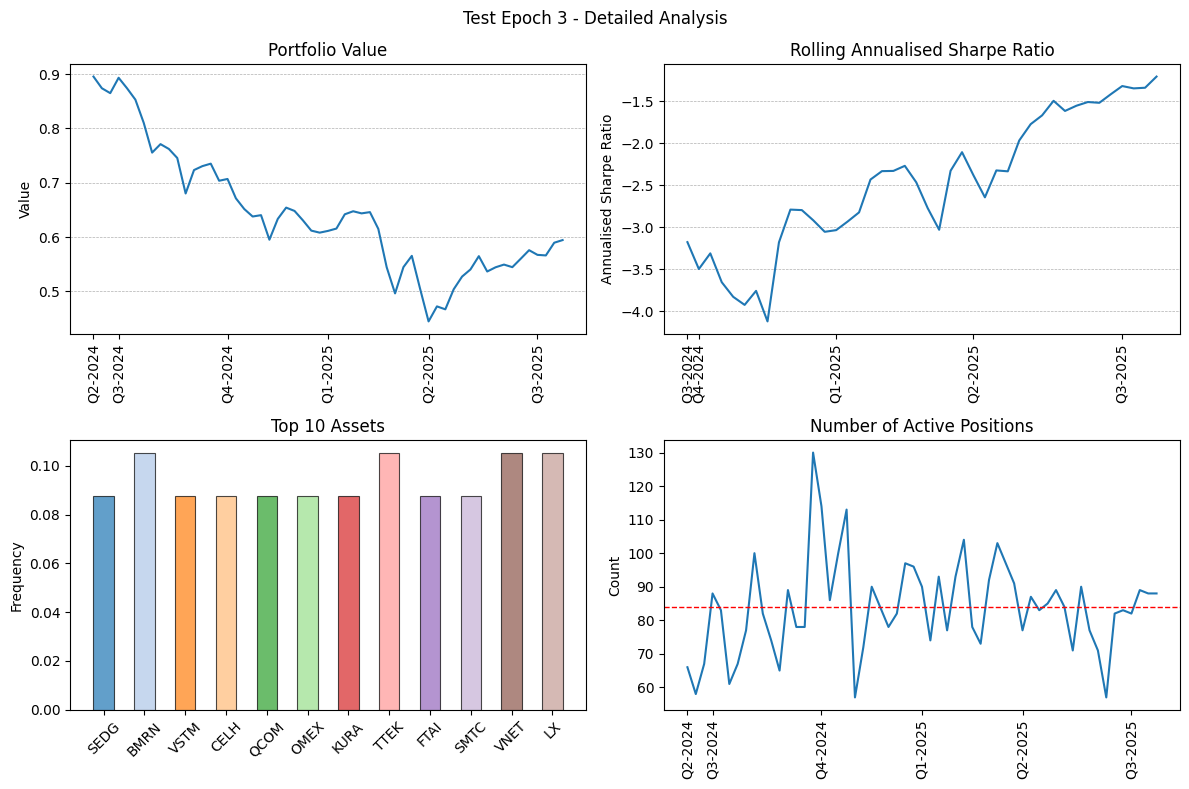 Test Epoch 3 - Detailed Analysis
Portfolio Value
Value
0.9
0.8
0.7
0.6
0.5
Q2-2024
Q3-2024
Q4-2024
Q1-2025
Q2-2025
Q3-2025
Rolling Annualised Sharpe Ratio
Annualised Sharpe Ratio
−1.5
−2.0
−2.5
−3.0
−3.5
−4.0
Q3-2024
Q4-2024
Q1-2025
Q2-2025
Q3-2025
Top 10 Assets
Frequency
0.10
0.08
0.06
0.04
0.02
0.00
SEDG
BMRN
VSTM
CELH
QCOM
OMEX
KURA
TTEK
FTAI
SMTC
VNET
LX
Number of Active Positions
Count
130
120
110
100
90
80
70
60
Q2-2024
Q3-2024
Q4-2024
Q1-2025
Q2-2025
Q3-2025